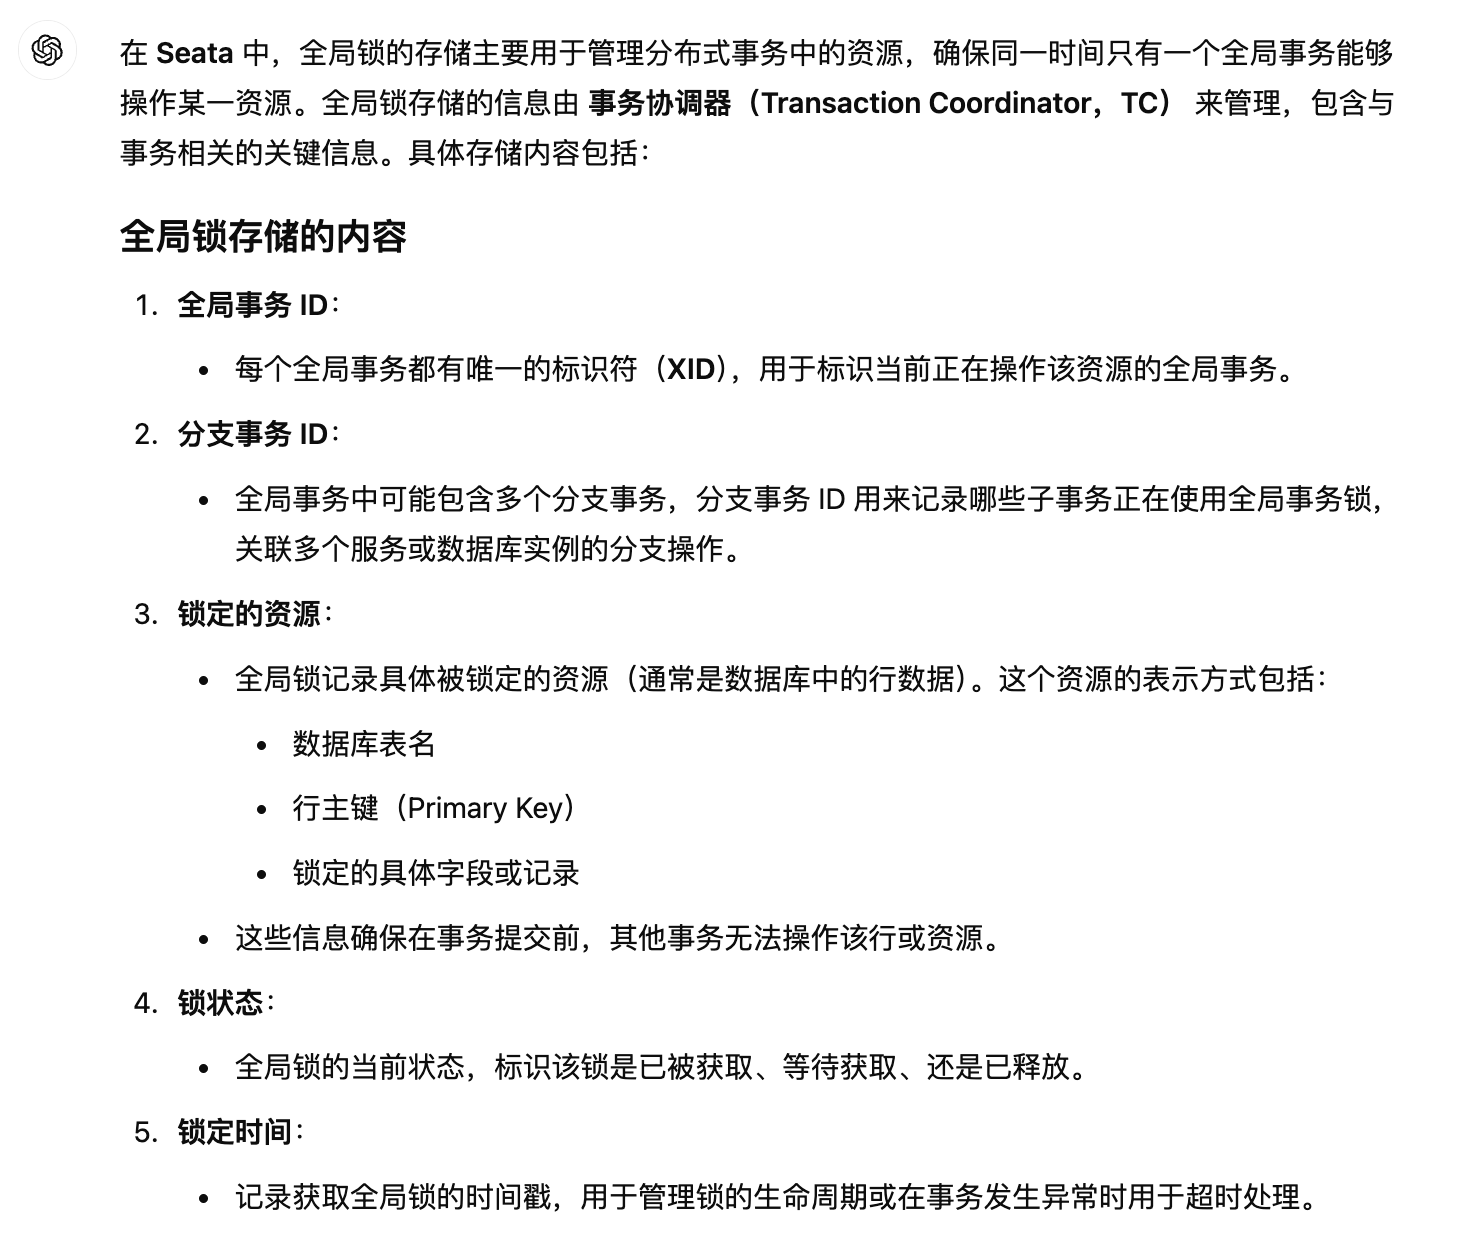 在 Seata 中，全局锁的存储主要用于管理分布式事务中的资源，确保同一时间只有一个全局事务能够
操作某一资源。全局锁存储的信息由 事务协调器（Transaction Coordinator，TC） 来管理，包含与
事务相关的关键信息。具体存储内容包括：
全局锁存储的内容
1. 全局事务 ID：
• 每个全局事务都有唯一的标识符（XID），用于标识当前正在操作该资源的全局事务。
2. 分支事务 ID：
• 全局事务中可能包含多个分支事务，分支事务 ID 用来记录哪些子事务正在使用全局事务锁，
关联多个服务或数据库实例的分支操作。
3. 锁定的资源：
• 全局锁记录具体被锁定的资源（通常是数据库中的行数据）。这个资源的表示方式包括：
• 数据库表名
• 行主键（Primary Key）
• 锁定的具体字段或记录
• 这些信息确保在事务提交前，其他事务无法操作该行或资源。
4. 锁状态：
• 全局锁的当前状态，标识该锁是已被获取、等待获取、还是已释放。
5. 锁定时间：
• 记录获取全局锁的时间戳，用于管理锁的生命周期或在事务发生异常时用于超时处理。